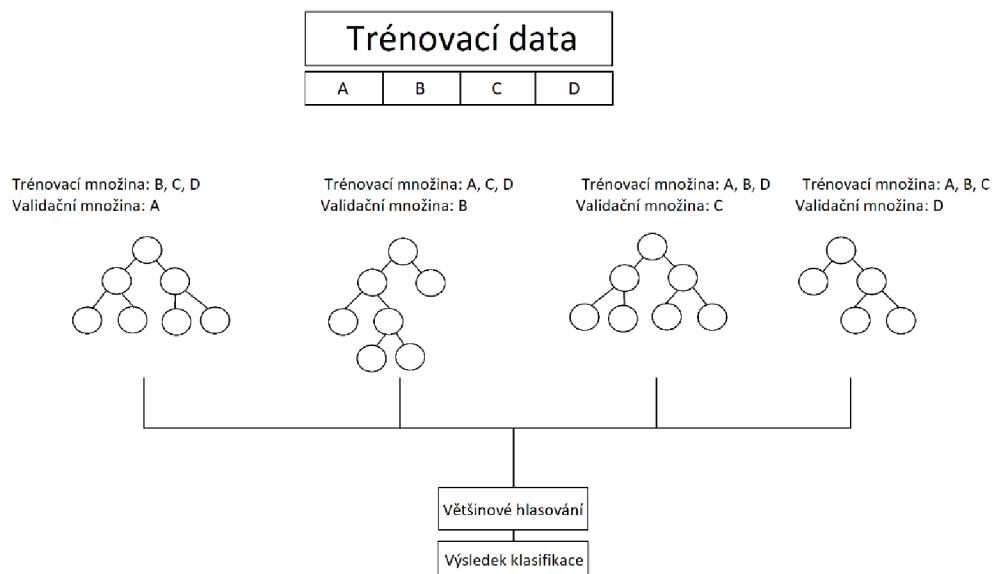 Trénovací data
A B C D
Trénovací množina: B, C, D
Validační množina: A
Trénovací množina: A, C, D
Validační množina: B
Trénovací množina: A, B, D
Validační množina: C
Trénovací množina: A, B, C
Validační množina: D
Většinové hlasování
Výsledek klasifikace